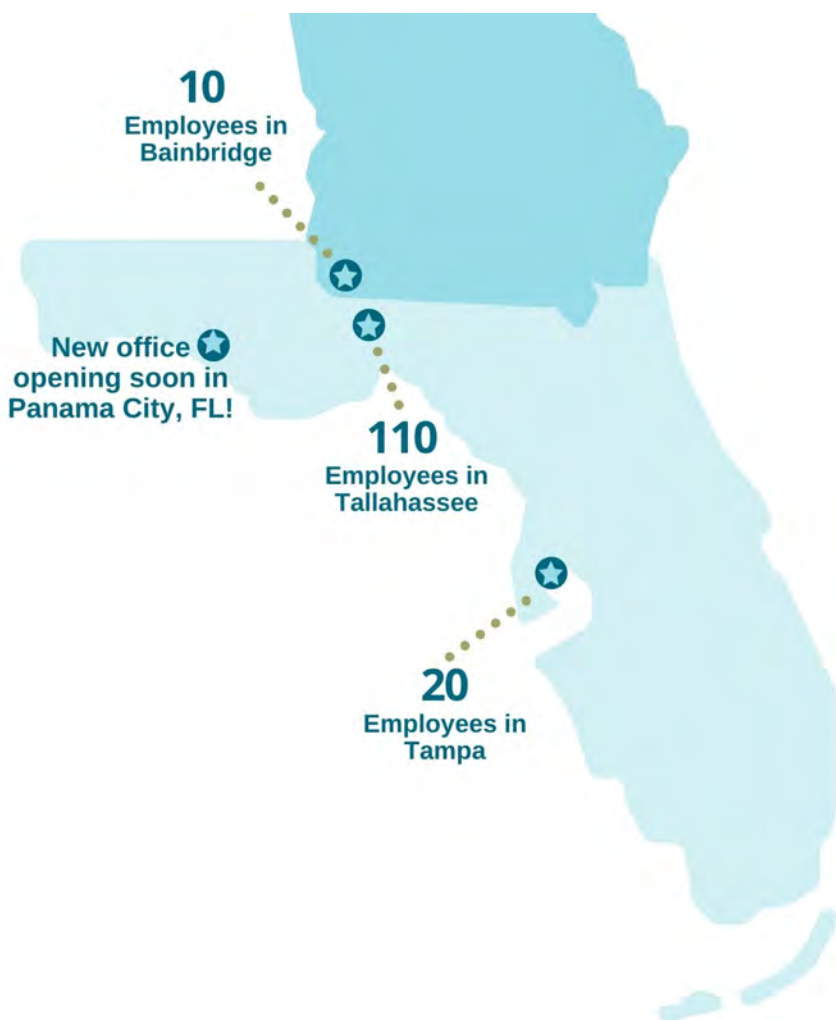 10
Employees in
Bainbridge
New office
opening soon in
Panama City, FL!
110
Employees in
Tallahassee
20
Employees in
Tampa